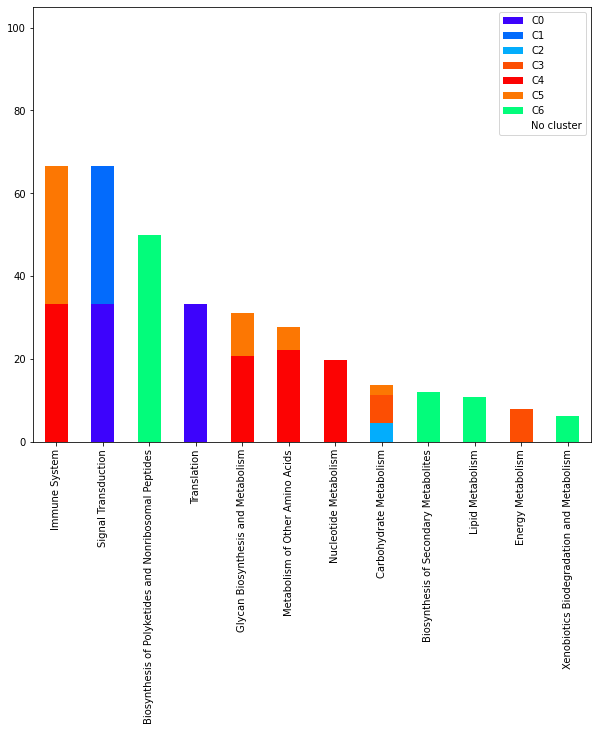 100
80
60
40
20
0
C0
C1
C2
C3
C4
C5
C6
No cluster
Immune System
Signal Transduction
Biosynthesis of Polyketides and Nonribosomal Peptides
Translation
Glycan Biosynthesis and Metabolism
Metabolism of Other Amino Acids
Nucleotide Metabolism
Carbohydrate Metabolism
Biosynthesis of Secondary Metabolites
Lipid Metabolism
Energy Metabolism
Xenobiotics Biodegradation and Metabolism